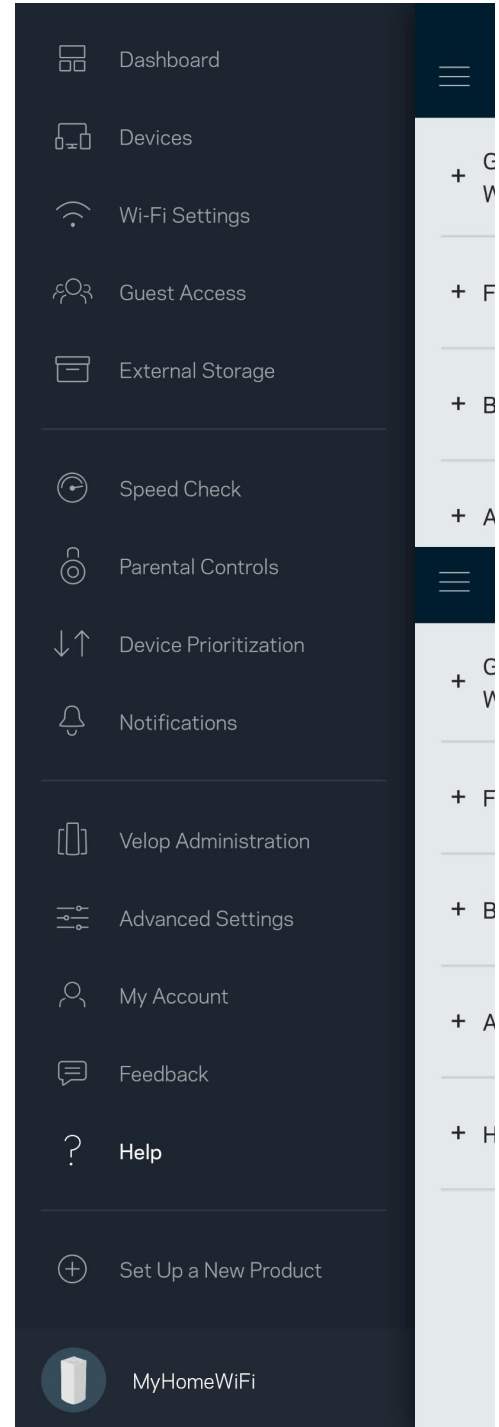 Dashboard
Devices
Wi-Fi Settings
Guest Access
External Storage
Speed Check
Parental Controls
Device Prioritization
Notifications
Velop Administration
Advanced Settings
My Account
Feedback
Help
Set Up a New Product
MyHomeWiFi